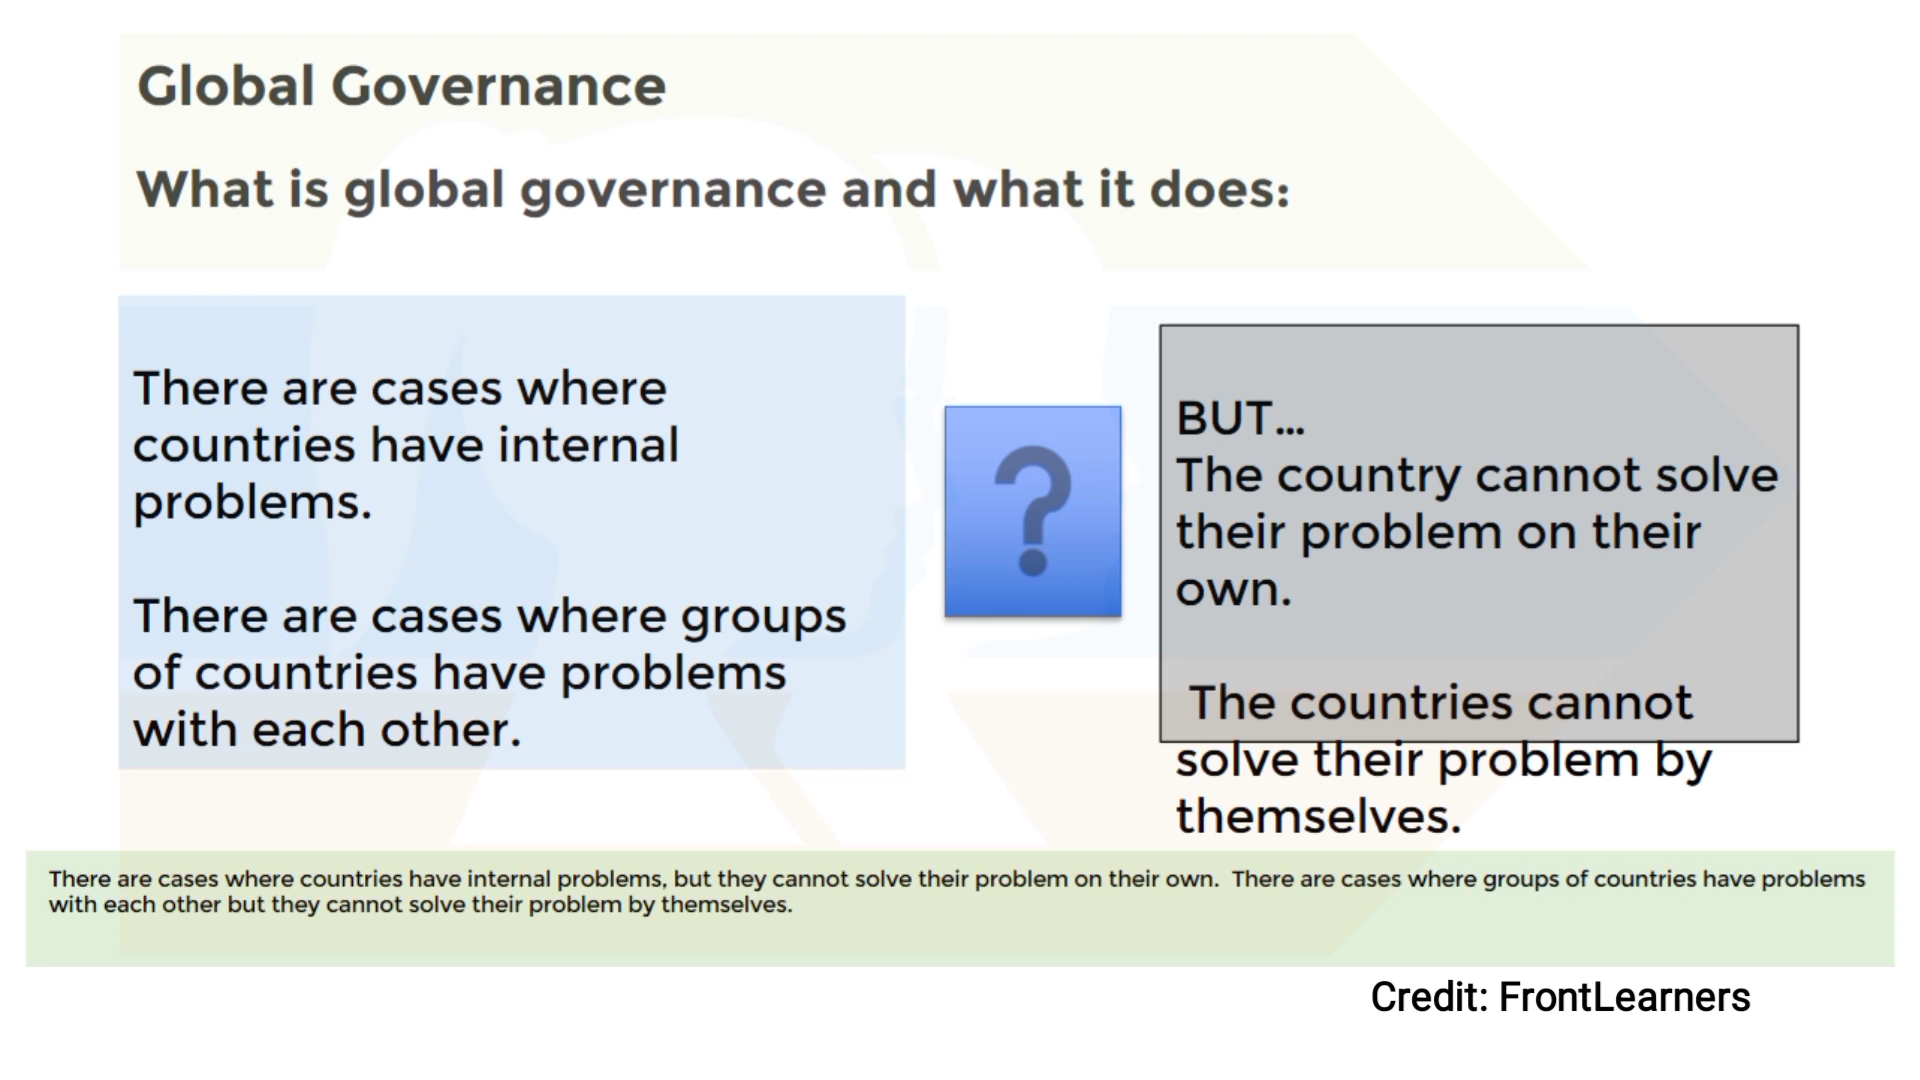 Global Governance
What is global governance and what it does:
There are cases where
countries have internal
problems.
There are cases where groups
of countries have problems
with each other.
?
BUT...
The country cannot solve
their problem on their
own.
The countries cannot
solve their problem by
themselves.
There are cases where countries have internal problems, but they cannot solve their problem on their own.  There are cases where groups of countries have problems
with each other but they cannot solve their problem by themselves.
Credit: FrontLearners